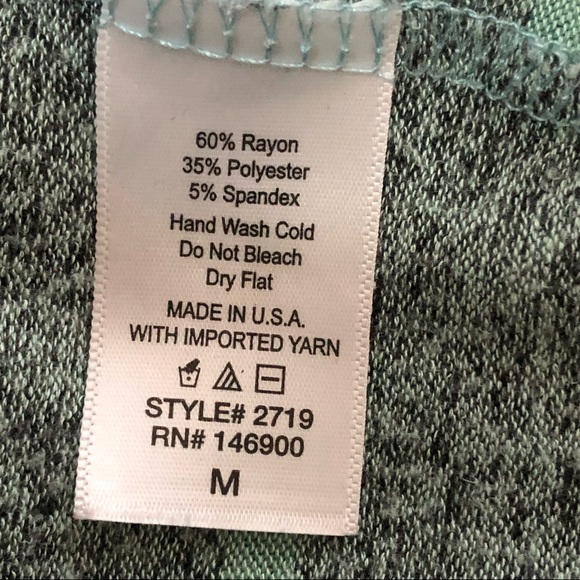 60% Rayon
35% Polyester
5% Spandex
Hand Wash Cold
Do Not Bleach
Dry Flat
MADE IN U.S.A.
WITH IMPORTED YARN
STYLE# 2719
RN# 146900
M